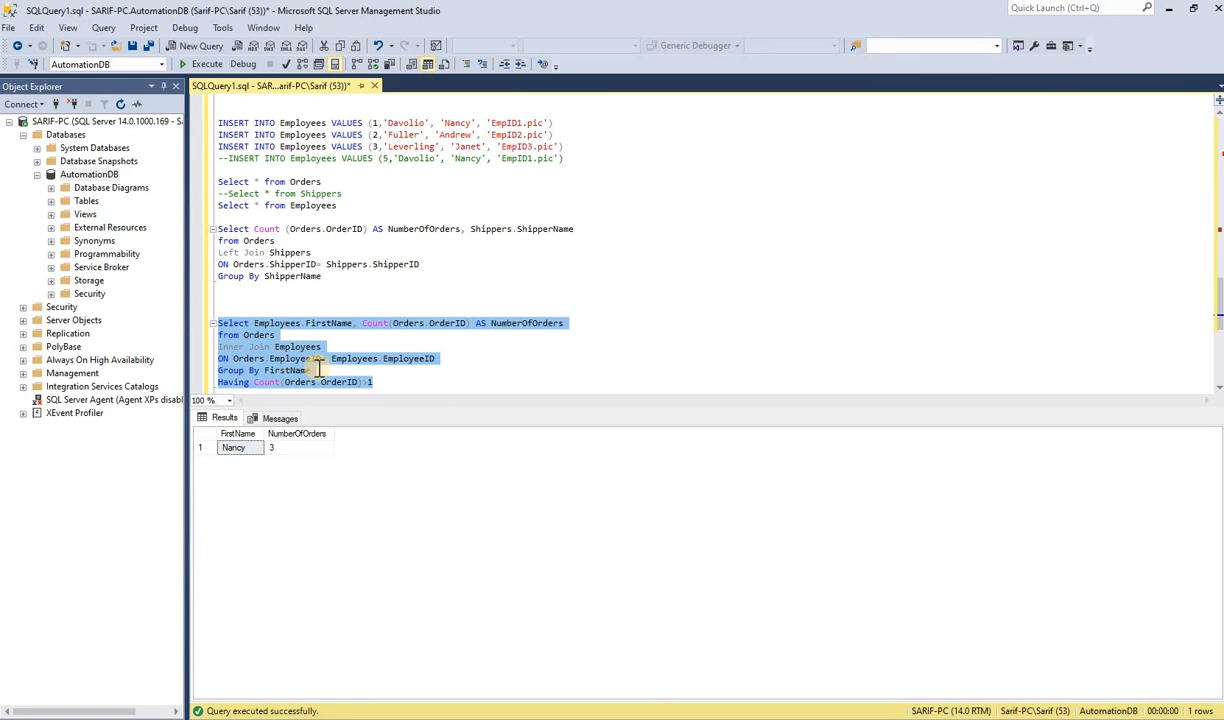 SQLQuery1.sql - SARIF-PC.AutomationDB (Sarif-PC\Sarif (53))* - Microsoft SQL Server Management Studio
Quick Launch (Ctrl+Q)
File Edit View Query Project Debug Tools Window Help
New Query
Generic Debugger
AutomationDB
Execute Debug
Object Explorer
SQLQuery1.sql - SAR...arif-PC\Sarif (53))*
Connect
SARIF-PC (SQL Server 14.0.1000.169 - SA
Databases
System Databases
Database Snapshots
AutomationDB
Database Diagrams
Tables
Views
External Resources
Synonyms
Programmability
Service Broker
Storage
Security
Security
Server Objects
Replication
PolyBase
Always On High Availability
Management
Integration Services Catalogs
SQL Server Agent (Agent XPs disabl
XEvent Profiler
INSERT INTO Employees VALUES (1,'Davolio', 'Nancy', 'EmpID1.pic')
INSERT INTO Employees VALUES (2,'Fuller', 'Andrew', 'EmpID2.pic')
INSERT INTO Employees VALUES (3,'Leverling', 'Janet', 'EmpID3.pic')
--INSERT INTO Employees VALUES (5,'Davolio', 'Nancy', 'EmpID1.pic')
Select * from Orders
--Select * from Shippers
Select * from Employees
Select Count (Orders.OrderID) AS NumberOfOrders, Shippers.ShipperName
from Orders
Left Join Shippers
ON Orders.ShipperID= Shippers.ShipperID
Group By ShipperName
Select Employees.FirstName, Count(Orders.OrderID) AS NumberOfOrders
from Orders
Inner Join Employees
ON Orders.EmployeeID= Employees.EmployeeID
Group By FirstName
Having Count(Orders.OrderID)>1
100 %
Results Messages
FirstName NumberOfOrders
1 Nancy 3
Query executed successfully.
SARIF-PC (14.0 RTM) Sarif-PC\Sarif (53) AutomationDB 00:00:00 1 rows